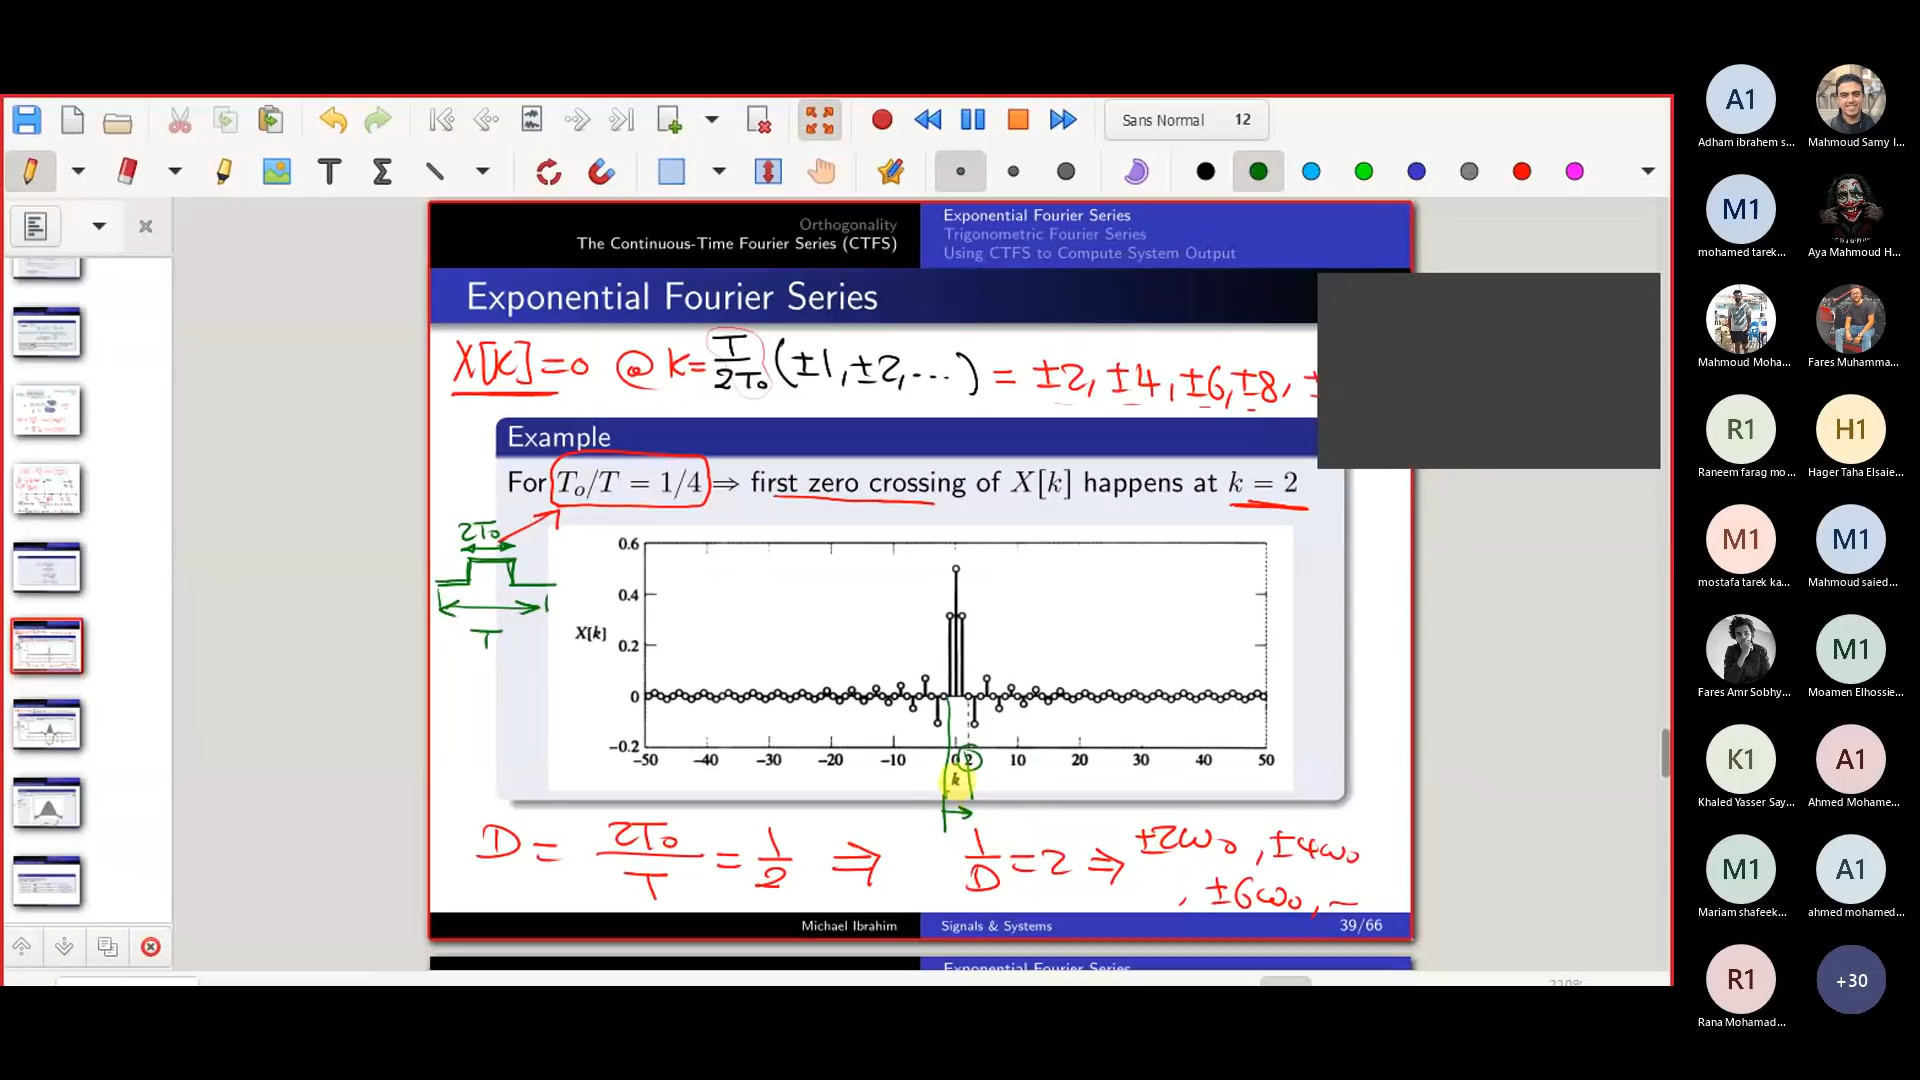 Sans Normal 12
Orthogonality
The Continuous-Time Fourier Series (CTFS)
Exponential Fourier Series
Trigonometric Fourier Series
Using CTFS to Compute System Output
Exponential Fourier Series
X[K]=0 @ K= T/2T₀ (±1, ±2, ...) = ±2, ±4, ±6, ±8,
Example
For Tₒ/T = 1/4 ⇒ first zero crossing of X[k] happens at k = 2
2T₀
T
0.6
0.4
X[k]
0.2
0
−0.2
−50 −40 −30 −20 −10 0 2 10 20 30 40 50
k
D = 2T₀/T = 1/2 ⇒ 1/D = 2 ⇒ ±2ω₀, ±4ω₀
, ±6ω₀, ~
Michael Ibrahim
Signals & Systems
39/66
Exponential Fourier Series
A1
Adham ibrahem s...
Mahmoud Samy I...
M1
mohamed tarek...
Aya Mahmoud H...
Mahmoud Moha...
Fares Muhamma...
R1
Raneem farag mo...
H1
Hager Taha Elsaie...
M1
mostafa tarek ka...
M1
Mahmoud saied...
Fares Amr Sobhy...
M1
Moamen Elhossie...
K1
Khaled Yasser Say...
A1
Ahmed Mohame...
M1
Mariam shafeek...
A1
ahmed mohamed...
R1
Rana Mohamad...
+30